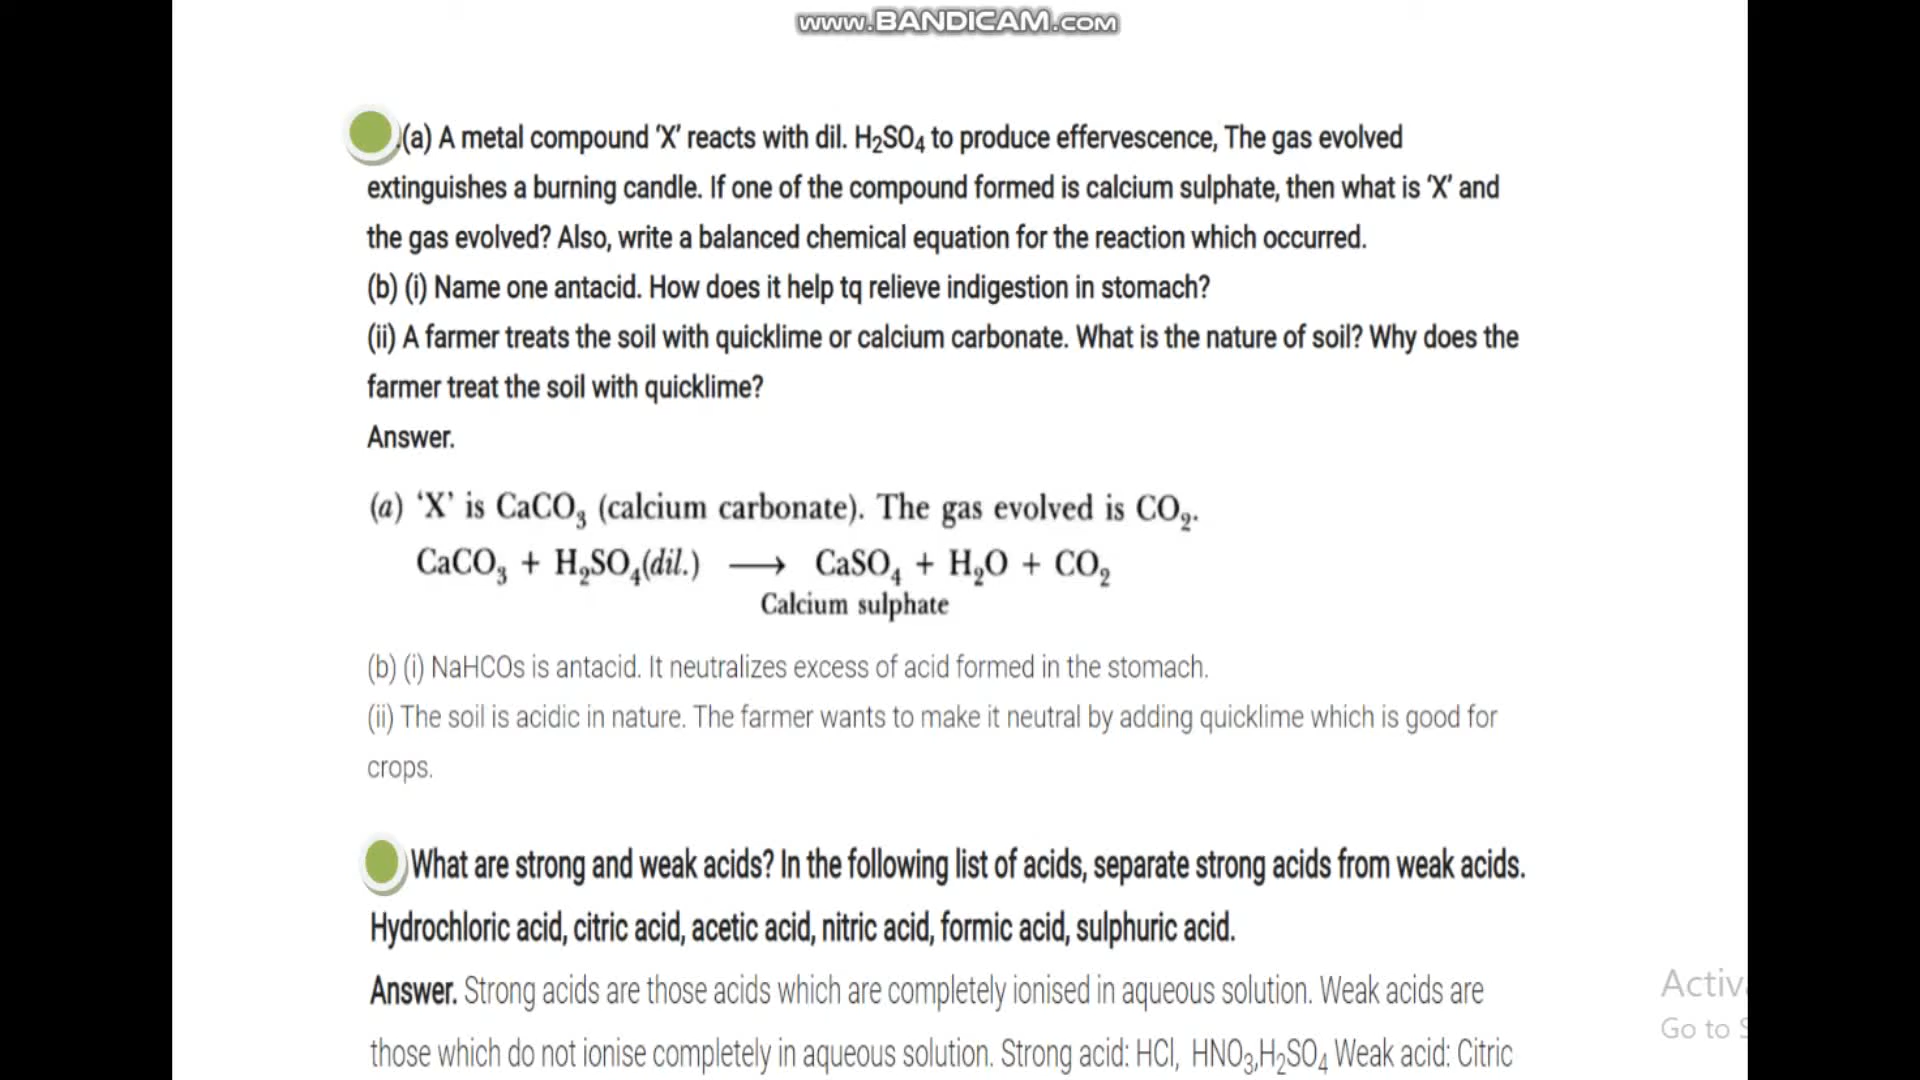 www.BANDICAM.com
.(a) A metal compound ‘X’ reacts with dil. H₂SO₄ to produce effervescence, The gas evolved
extinguishes a burning candle. If one of the compound formed is calcium sulphate, then what is ‘X’ and
the gas evolved? Also, write a balanced chemical equation for the reaction which occurred.
(b) (i) Name one antacid. How does it help tq relieve indigestion in stomach?
(ii) A farmer treats the soil with quicklime or calcium carbonate. What is the nature of soil? Why does the
farmer treat the soil with quicklime?
Answer.
(a) ‘X’ is CaCO₃ (calcium carbonate). The gas evolved is CO₂.
CaCO₃ + H₂SO₄(dil.) ⟶ CaSO₄ + H₂O + CO₂
Calcium sulphate
(b) (i) NaHCOs is antacid. It neutralizes excess of acid formed in the stomach.
(ii) The soil is acidic in nature. The farmer wants to make it neutral by adding quicklime which is good for
crops.
What are strong and weak acids? In the following list of acids, separate strong acids from weak acids.
Hydrochloric acid, citric acid, acetic acid, nitric acid, formic acid, sulphuric acid.
Answer. Strong acids are those acids which are completely ionised in aqueous solution. Weak acids are
those which do not ionise completely in aqueous solution. Strong acid: HCl, HNO₃,H₂SO₄ Weak acid: Citric
Activ
Go to S